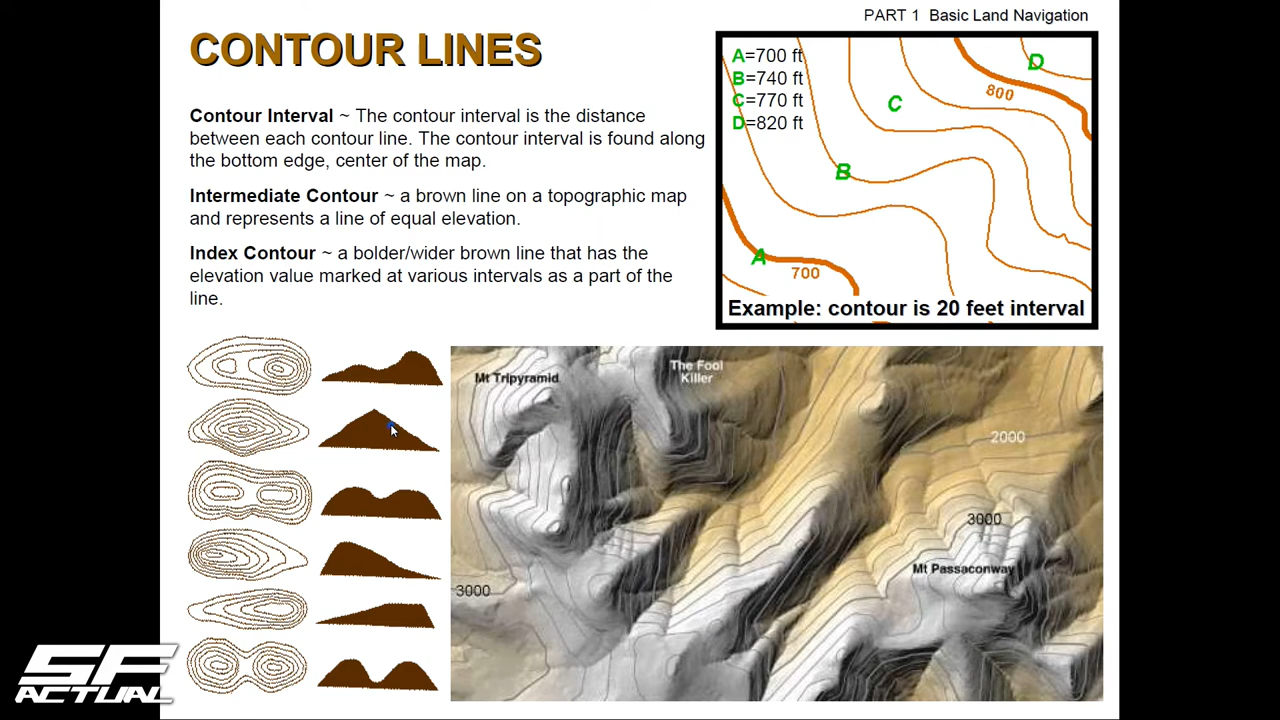 PART 1 Basic Land Navigation
CONTOUR LINES
Contour Interval ~ The contour interval is the distance
between each contour line. The contour interval is found along
the bottom edge, center of the map.
Intermediate Contour ~ a brown line on a topographic map
and represents a line of equal elevation.
Index Contour ~ a bolder/wider brown line that has the
elevation value marked at various intervals as a part of the
line.
A=700 ft
B=740 ft
C=770 ft
D=820 ft
D
800
C
B
A
700
Example: contour is 20 feet interval
Mt Tripyramid
The Fool
Killer
2000
3000
Mt Passaconway
3000
SF
ACTUAL